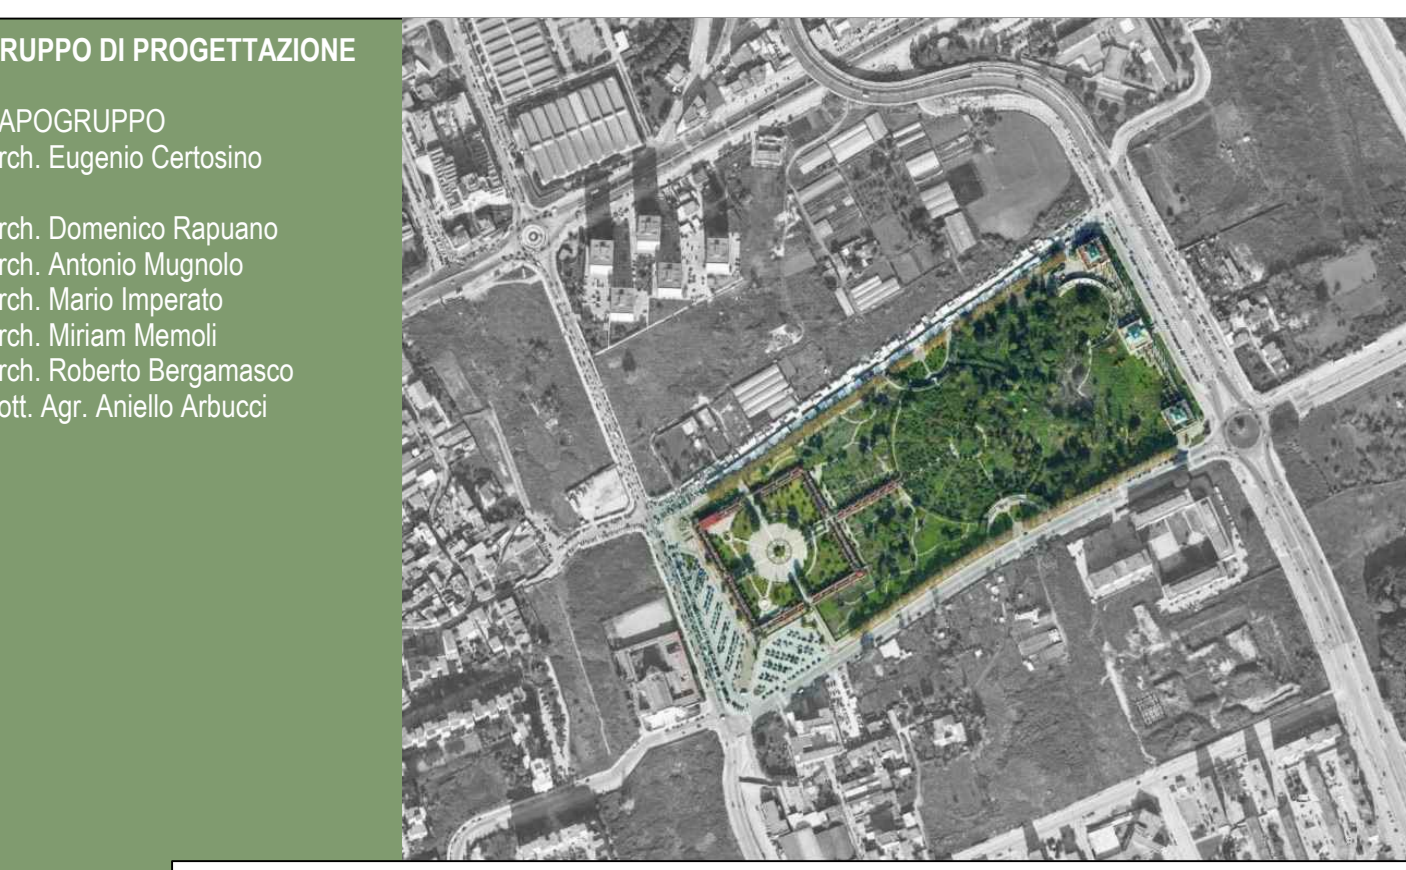 RUPPO DI PROGETTAZIONE
APOGRUPPO
rch. Eugenio Certosino
rch. Domenico Rapuano
rch. Antonio Mugnolo
rch. Mario Imperato
rch. Miriam Memoli
rch. Roberto Bergamasco
ott. Agr. Aniello Arbucci